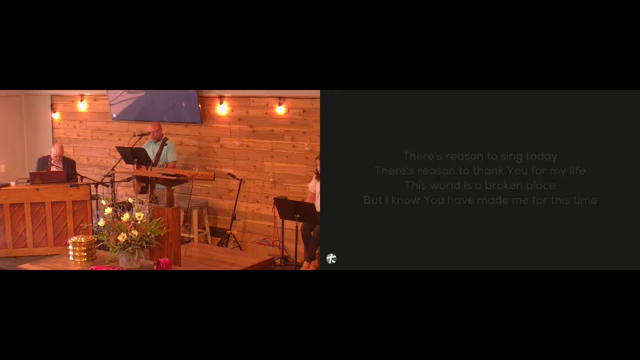 There's reason to sing today
There's reason to thank You for my life
This world is a broken place
But I know You have made me for this time